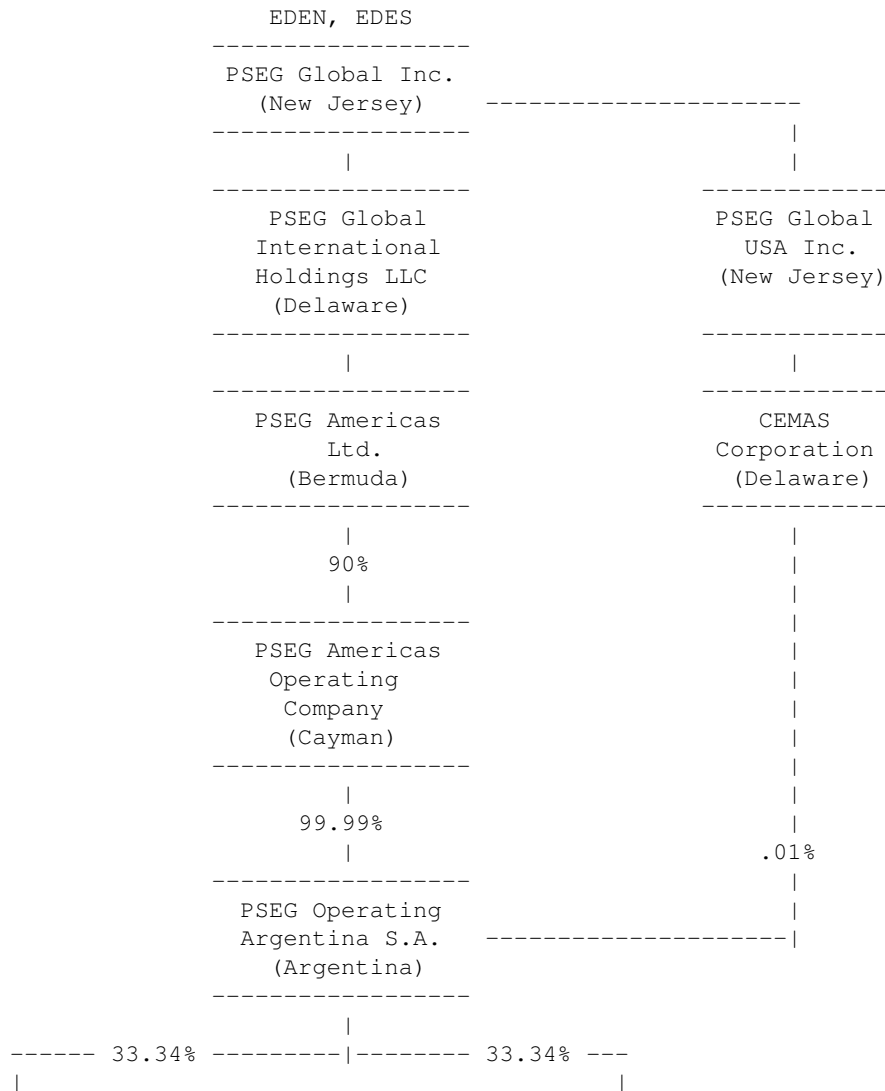 EDEN, EDES
------------------
PSEG Global Inc.
(New Jersey) ----------------------
------------------ |
| |
------------------ -------------
PSEG Global PSEG Global
International USA Inc.
Holdings LLC (New Jersey)
(Delaware)
------------------ -------------
| |
------------------ -------------
PSEG Americas CEMAS
Ltd. Corporation
(Bermuda) (Delaware)
------------------ -------------
| |
90% |
| |
------------------ |
PSEG Americas |
Operating |
Company |
(Cayman) |
------------------ |
| |
99.99% |
| .01%
------------------ |
PSEG Operating |
Argentina S.A. ---------------------|
(Argentina)
------------------
|
------ 33.34% ---------|-------- 33.34% ---
| |